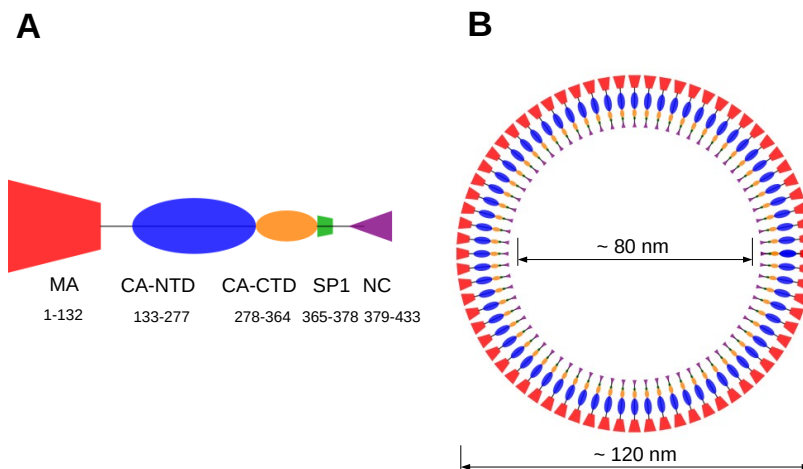 A
MA CA-NTD CA-CTD SP1 NC
1-132 133-277 278-364 365-378 379-433
B
~ 80 nm
~ 120 nm